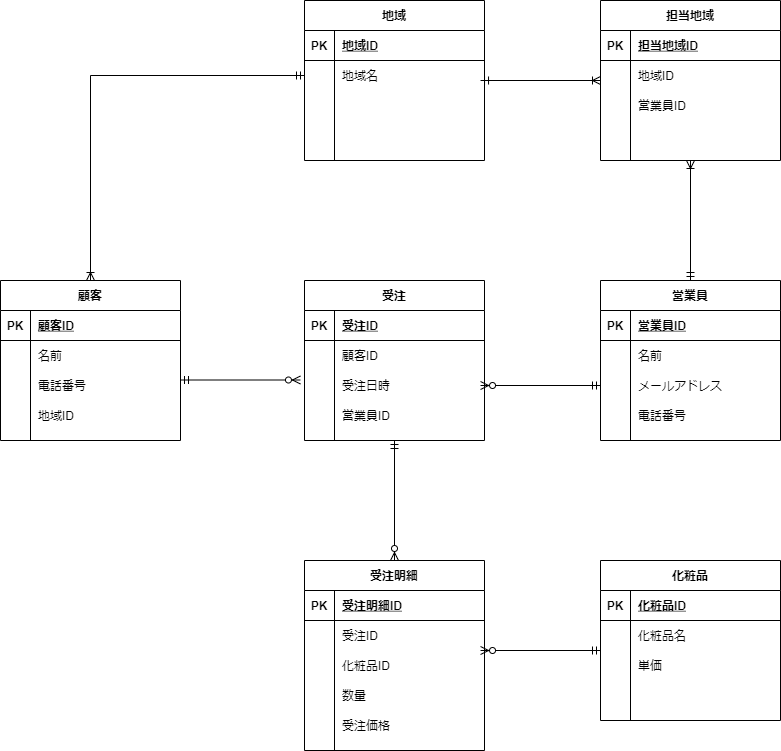 地域
PK 地域ID
地域名
担当地域
PK 担当地域ID
地域ID
営業員ID
顧客
PK 顧客ID
名前
電話番号
地域ID
受注
PK 受注ID
顧客ID
受注日時
営業員ID
営業員
PK 営業員ID
名前
メールアドレス
電話番号
受注明細
PK 受注明細ID
受注ID
化粧品ID
数量
受注価格
化粧品
PK 化粧品ID
化粧品名
単価